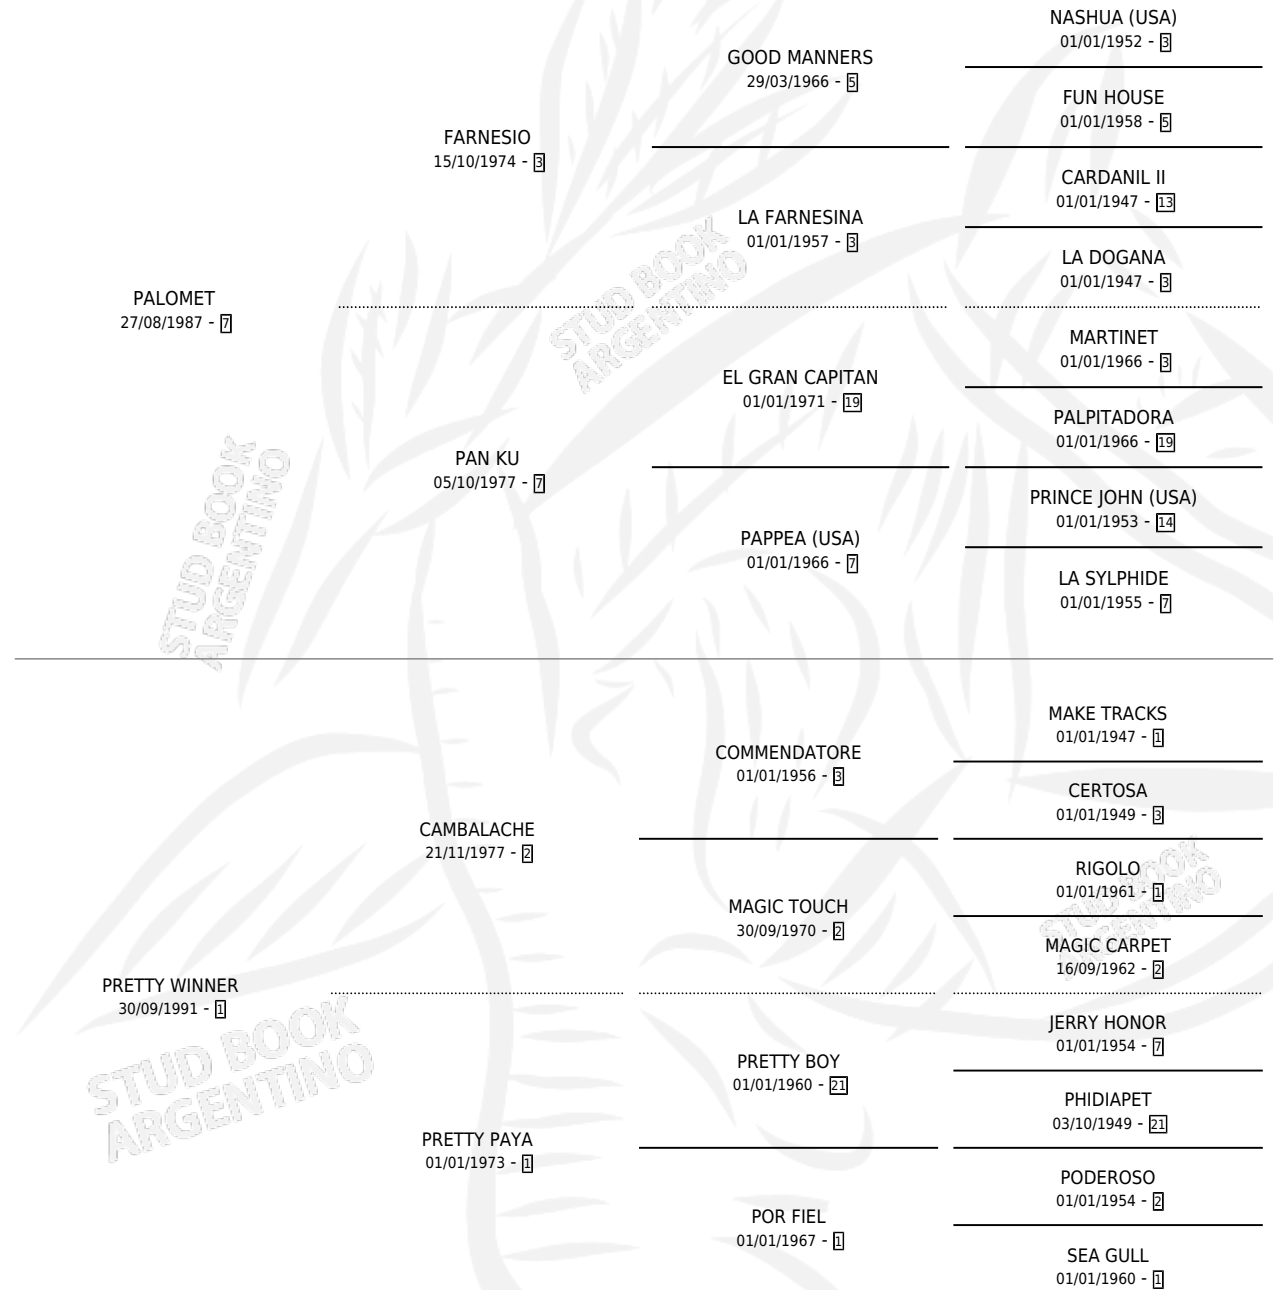 NASHUA (USA)
01/01/1952 - 3
GOOD MANNERS
29/03/1966 - 5
FUN HOUSE
01/01/1958 - 5
FARNESIO
15/10/1974 - 3
CARDANIL II
01/01/1947 - 13
LA FARNESINA
01/01/1957 - 3
LA DOGANA
01/01/1947 - 3
PALOMET
27/08/1987 - 7
MARTINET
01/01/1966 - 3
EL GRAN CAPITAN
01/01/1971 - 19
PALPITADORA
01/01/1966 - 19
PAN KU
05/10/1977 - 7
PRINCE JOHN (USA)
01/01/1953 - 14
PAPPEA (USA)
01/01/1966 - 7
LA SYLPHIDE
01/01/1955 - 7
MAKE TRACKS
01/01/1947 - 1
COMMENDATORE
01/01/1956 - 3
CERTOSA
01/01/1949 - 3
CAMBALACHE
21/11/1977 - 2
RIGOLO
01/01/1961 - 1
MAGIC TOUCH
30/09/1970 - 2
MAGIC CARPET
16/09/1962 - 2
PRETTY WINNER
30/09/1991 - 1
JERRY HONOR
01/01/1954 - 7
PRETTY BOY
01/01/1960 - 21
PHIDIAPET
03/10/1949 - 21
PRETTY PAYA
01/01/1973 - 1
PODEROSO
01/01/1954 - 2
POR FIEL
01/01/1967 - 1
SEA GULL
01/01/1960 - 1
STUD BOOK
ARGENTINO
STUD BOOK
ARGENTINO
STUD BOOK
ARGENTINO
STUD BOOK
ARGENTINO